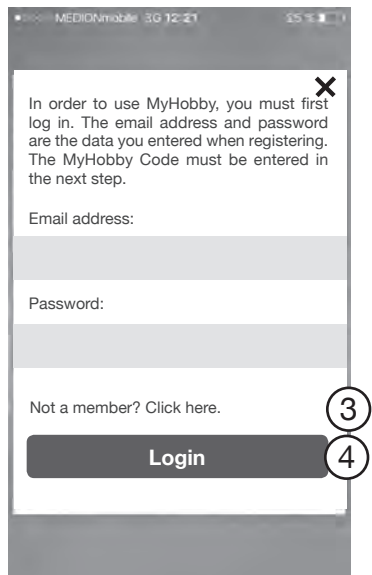 MEDIONmobile 3G 12:21
In order to use MyHobby, you must first
log in. The email address and password
are the data you entered when registering.
The MyHobby Code must be entered in
the next step.
Email address:
Password:
Not a member? Click here.
3
Login
4